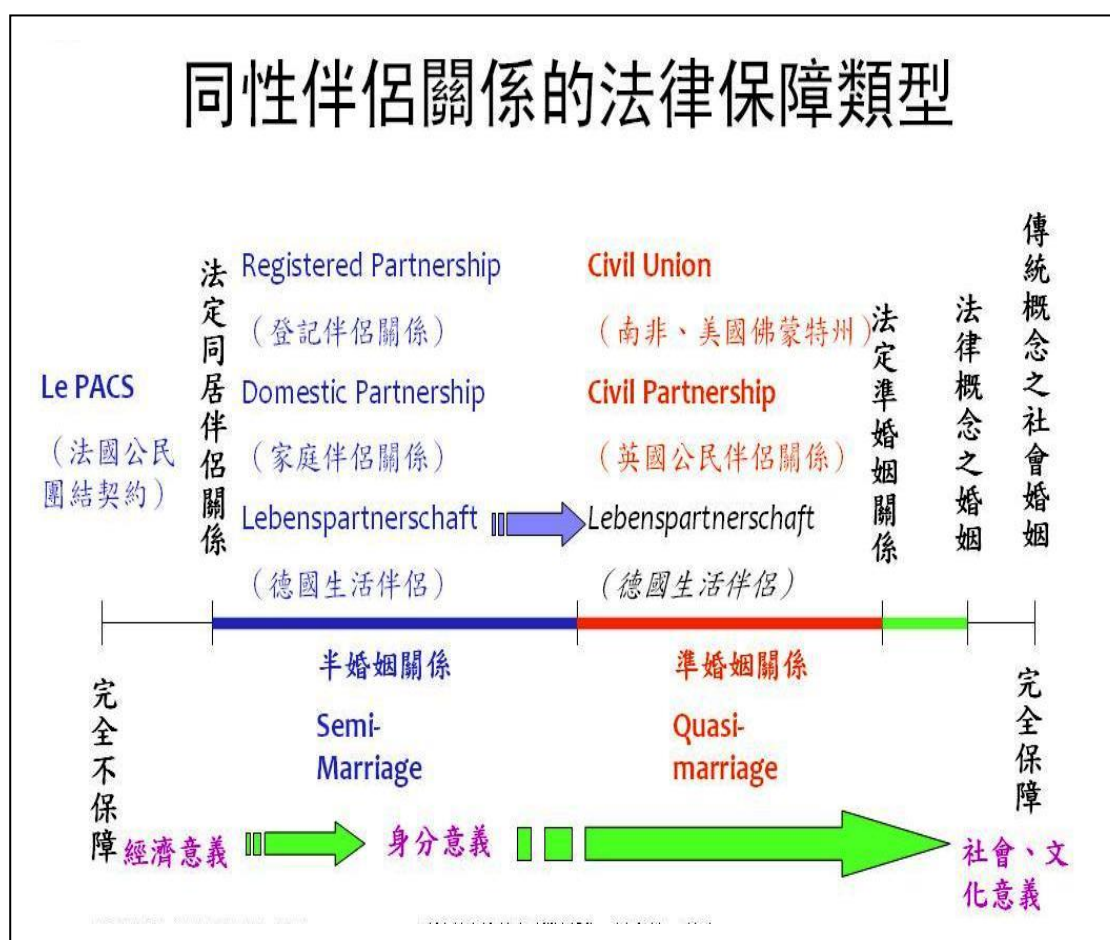 同性伴侶關係的法律保障類型
Le PACS
（法國公民
團結契約）
法定同居伴侶關係
Registered Partnership
（登記伴侶關係）
Domestic Partnership
（家庭伴侶關係）
Lebenspartnerschaft
（德國生活伴侶）
Civil Union
（南非、美國佛蒙特州）
Civil Partnership
（英國公民伴侶關係）
Lebenspartnerschaft
（德國生活伴侶）
法定準婚姻關係
法律概念之婚姻
傳統概念之社會婚姻
完全不保障
半婚姻關係
Semi-
Marriage
準婚姻關係
Quasi-
marriage
完全保障
經濟意義
身分意義
社會、文
化意義